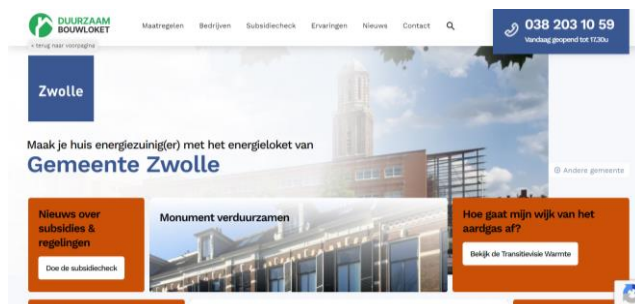 DUURZAAM
BOUWLOKET
Maatregelen
Bedrijven
Subsidiecheck
Ervaringen
Nieuws
Contact
038 203 10 59
Vandaag geopend tot 17.30u
< terug naar voorpagina
Zwolle
Maak je huis energiezuinig(er) met het energieloket van
Gemeente Zwolle
Andere gemeente
Nieuws over
subsidies &
regelingen
Doe de subsidiecheck
Monument verduurzamen
Hoe gaat mijn wijk van het
aardgas af?
Bekijk de Transitievisie Warmte